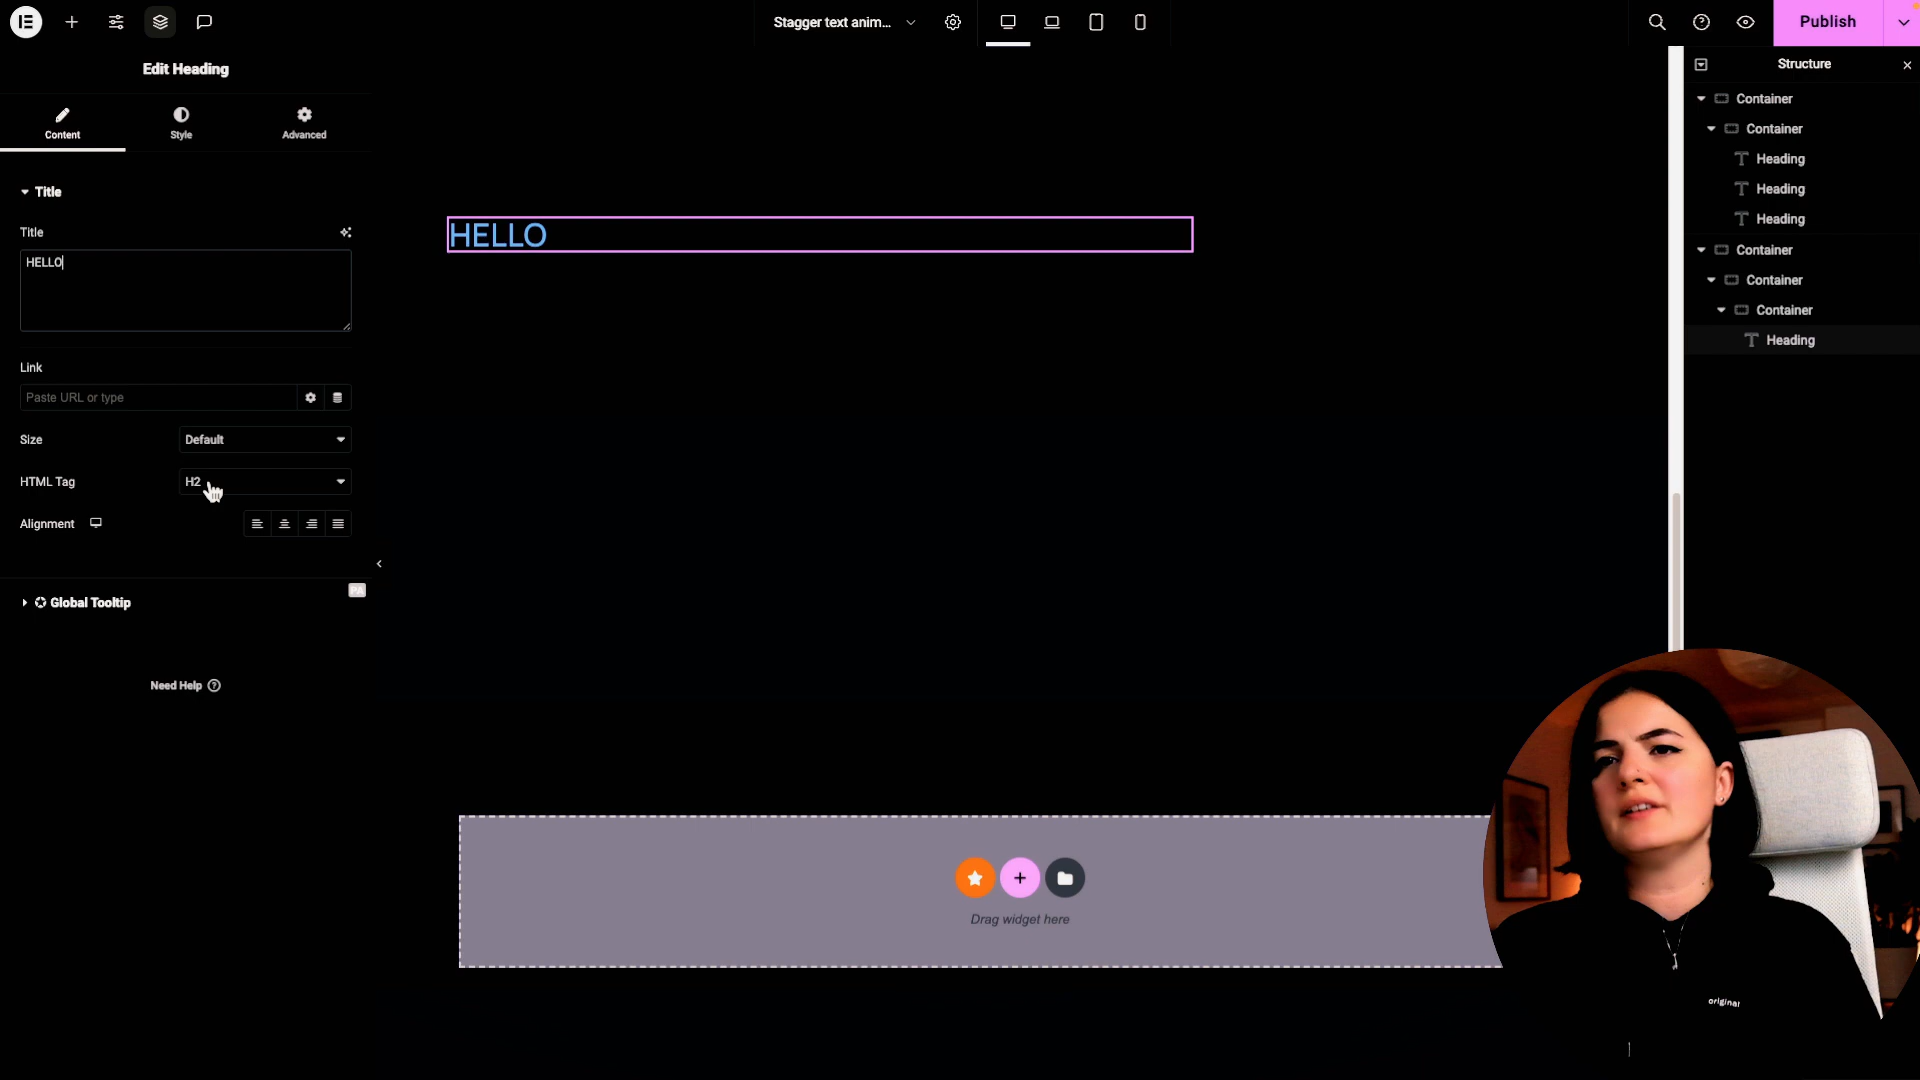 Stagger text anim...
Publish
Edit Heading
Structure
Content
Style
Advanced
Container
Container
Heading
Heading
Heading
Container
Container
Container
Heading
Title
Title
HELLO
HELLO
Link
Paste URL or type
Size
Default
HTML Tag
H2
Alignment
PA
Global Tooltip
Need Help
Drag widget here
original